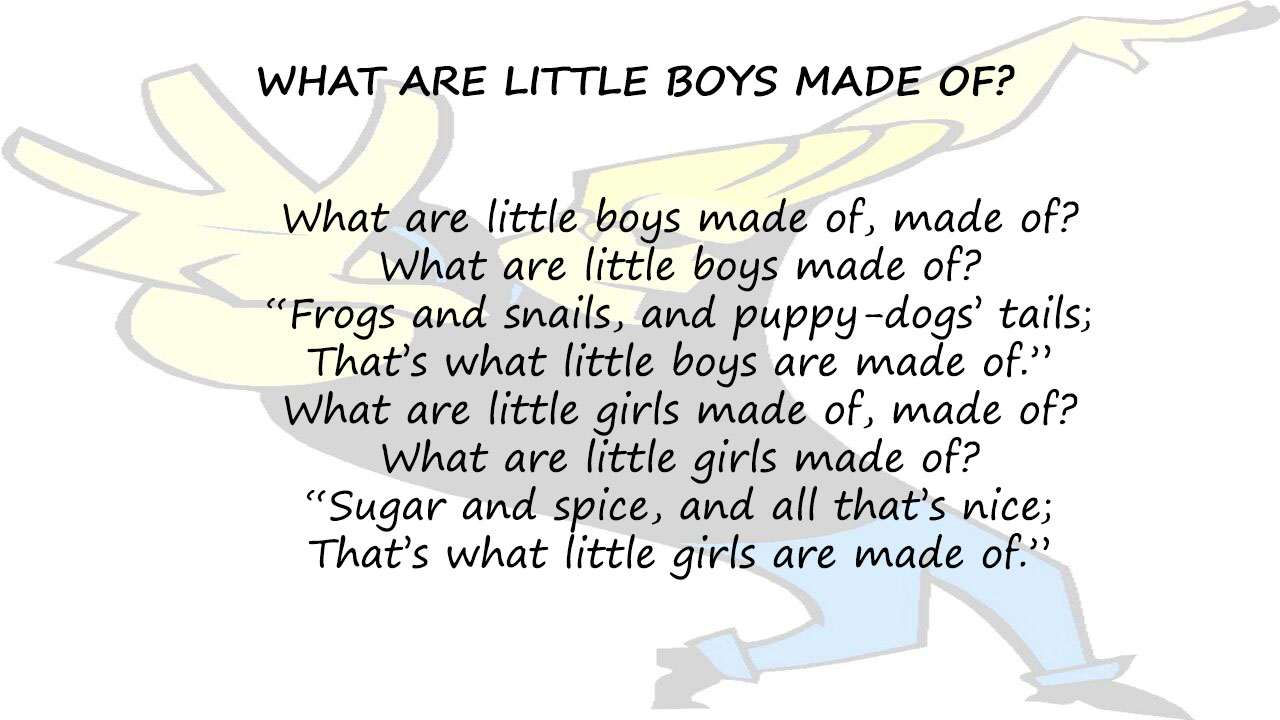 WHAT ARE LITTLE BOYS MADE OF?
What are little boys made of, made of?
What are little boys made of?
“Frogs and snails, and puppy-dogs’ tails;
That’s what little boys are made of.”
What are little girls made of, made of?
What are little girls made of?
“Sugar and spice, and all that’s nice;
That’s what little girls are made of.”